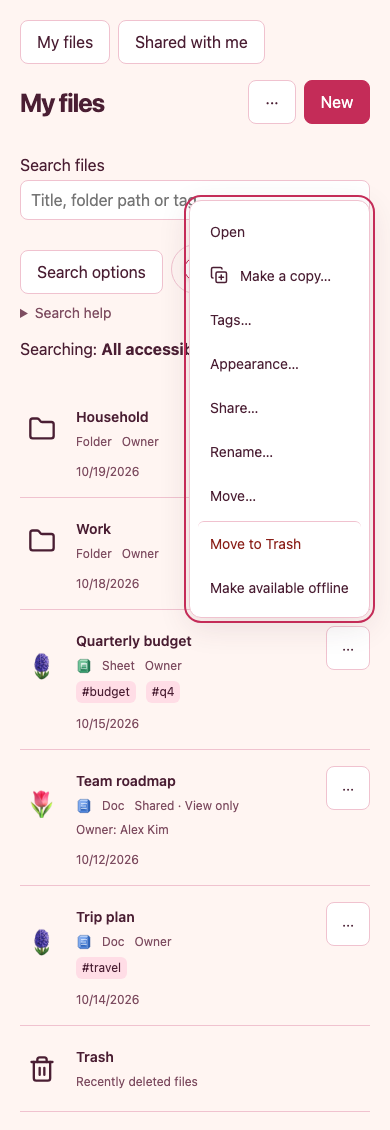 My files
Shared with me
My files
...
New
Search files
Title, folder path or tag
Search options
Search help
Searching: All
Open
Make a copy...
Tags...
Appearance...
Share...
Rename...
Move...
Move to Trash
Make available offline
Household
Folder Owner
10/19/2026
Work
Folder Owner
10/18/2026
Quarterly budget
...
Sheet Owner
#budget #q4
10/15/2026
Team roadmap
...
Doc Shared · View only
Owner: Alex Kim
10/12/2026
Trip plan
...
Doc Owner
#travel
10/14/2026
Trash
Recently deleted files